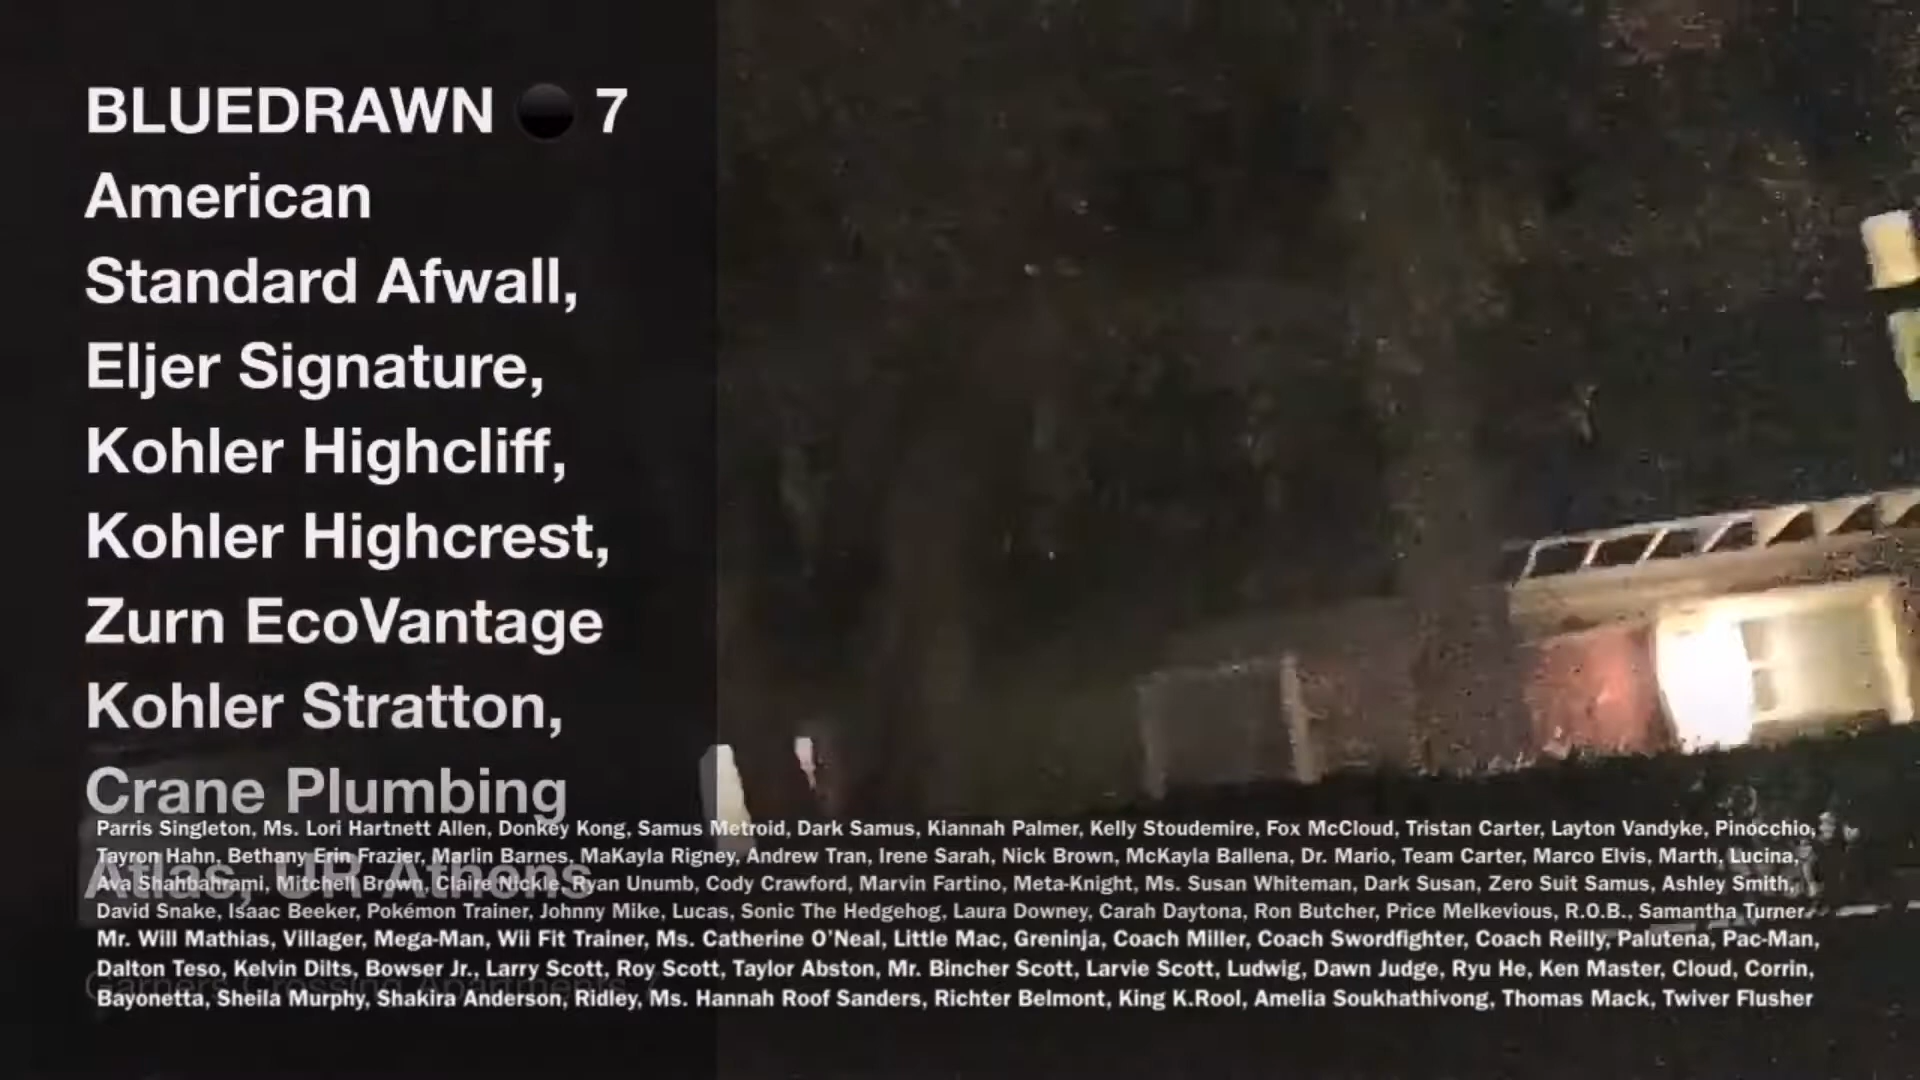 BLUEDRAWN ⚫ 7
American
Standard Afwall,
Eljer Signature,
Kohler Highcliff,
Kohler Highcrest,
Zurn EcoVantage
Kohler Stratton,
Crane Plumbing
Atlas, UR Athens
Garners Crossing Apartments
Parris Singleton, Ms. Lori Hartnett Allen, Donkey Kong, Samus Metroid, Dark Samus, Kiannah Palmer, Kelly Stoudemire, Fox McCloud, Tristan Carter, Layton Vandyke, Pinocchio,
Tayron Hahn, Bethany Erin Frazier, Marlin Barnes, MaKayla Rigney, Andrew Tran, Irene Sarah, Nick Brown, McKayla Ballena, Dr. Mario, Team Carter, Marco Elvis, Marth, Lucina,
Ava Shahbahrami, Mitchell Brown, Claire Nickle, Ryan Unumb, Cody Crawford, Marvin Fartino, Meta-Knight, Ms. Susan Whiteman, Dark Susan, Zero Suit Samus, Ashley Smith,
David Snake, Isaac Beeker, Pokémon Trainer, Johnny Mike, Lucas, Sonic The Hedgehog, Laura Downey, Carah Daytona, Ron Butcher, Price Melkevious, R.O.B., Samantha Turner
Mr. Will Mathias, Villager, Mega-Man, Wii Fit Trainer, Ms. Catherine O'Neal, Little Mac, Greninja, Coach Miller, Coach Swordfighter, Coach Reilly, Palutena, Pac-Man,
Dalton Teso, Kelvin Dilts, Bowser Jr., Larry Scott, Roy Scott, Taylor Abston, Mr. Bincher Scott, Larvie Scott, Ludwig, Dawn Judge, Ryu He, Ken Master, Cloud, Corrin,
Bayonetta, Sheila Murphy, Shakira Anderson, Ridley, Ms. Hannah Roof Sanders, Richter Belmont, King K.Rool, Amelia Soukhathivong, Thomas Mack, Twiver Flusher